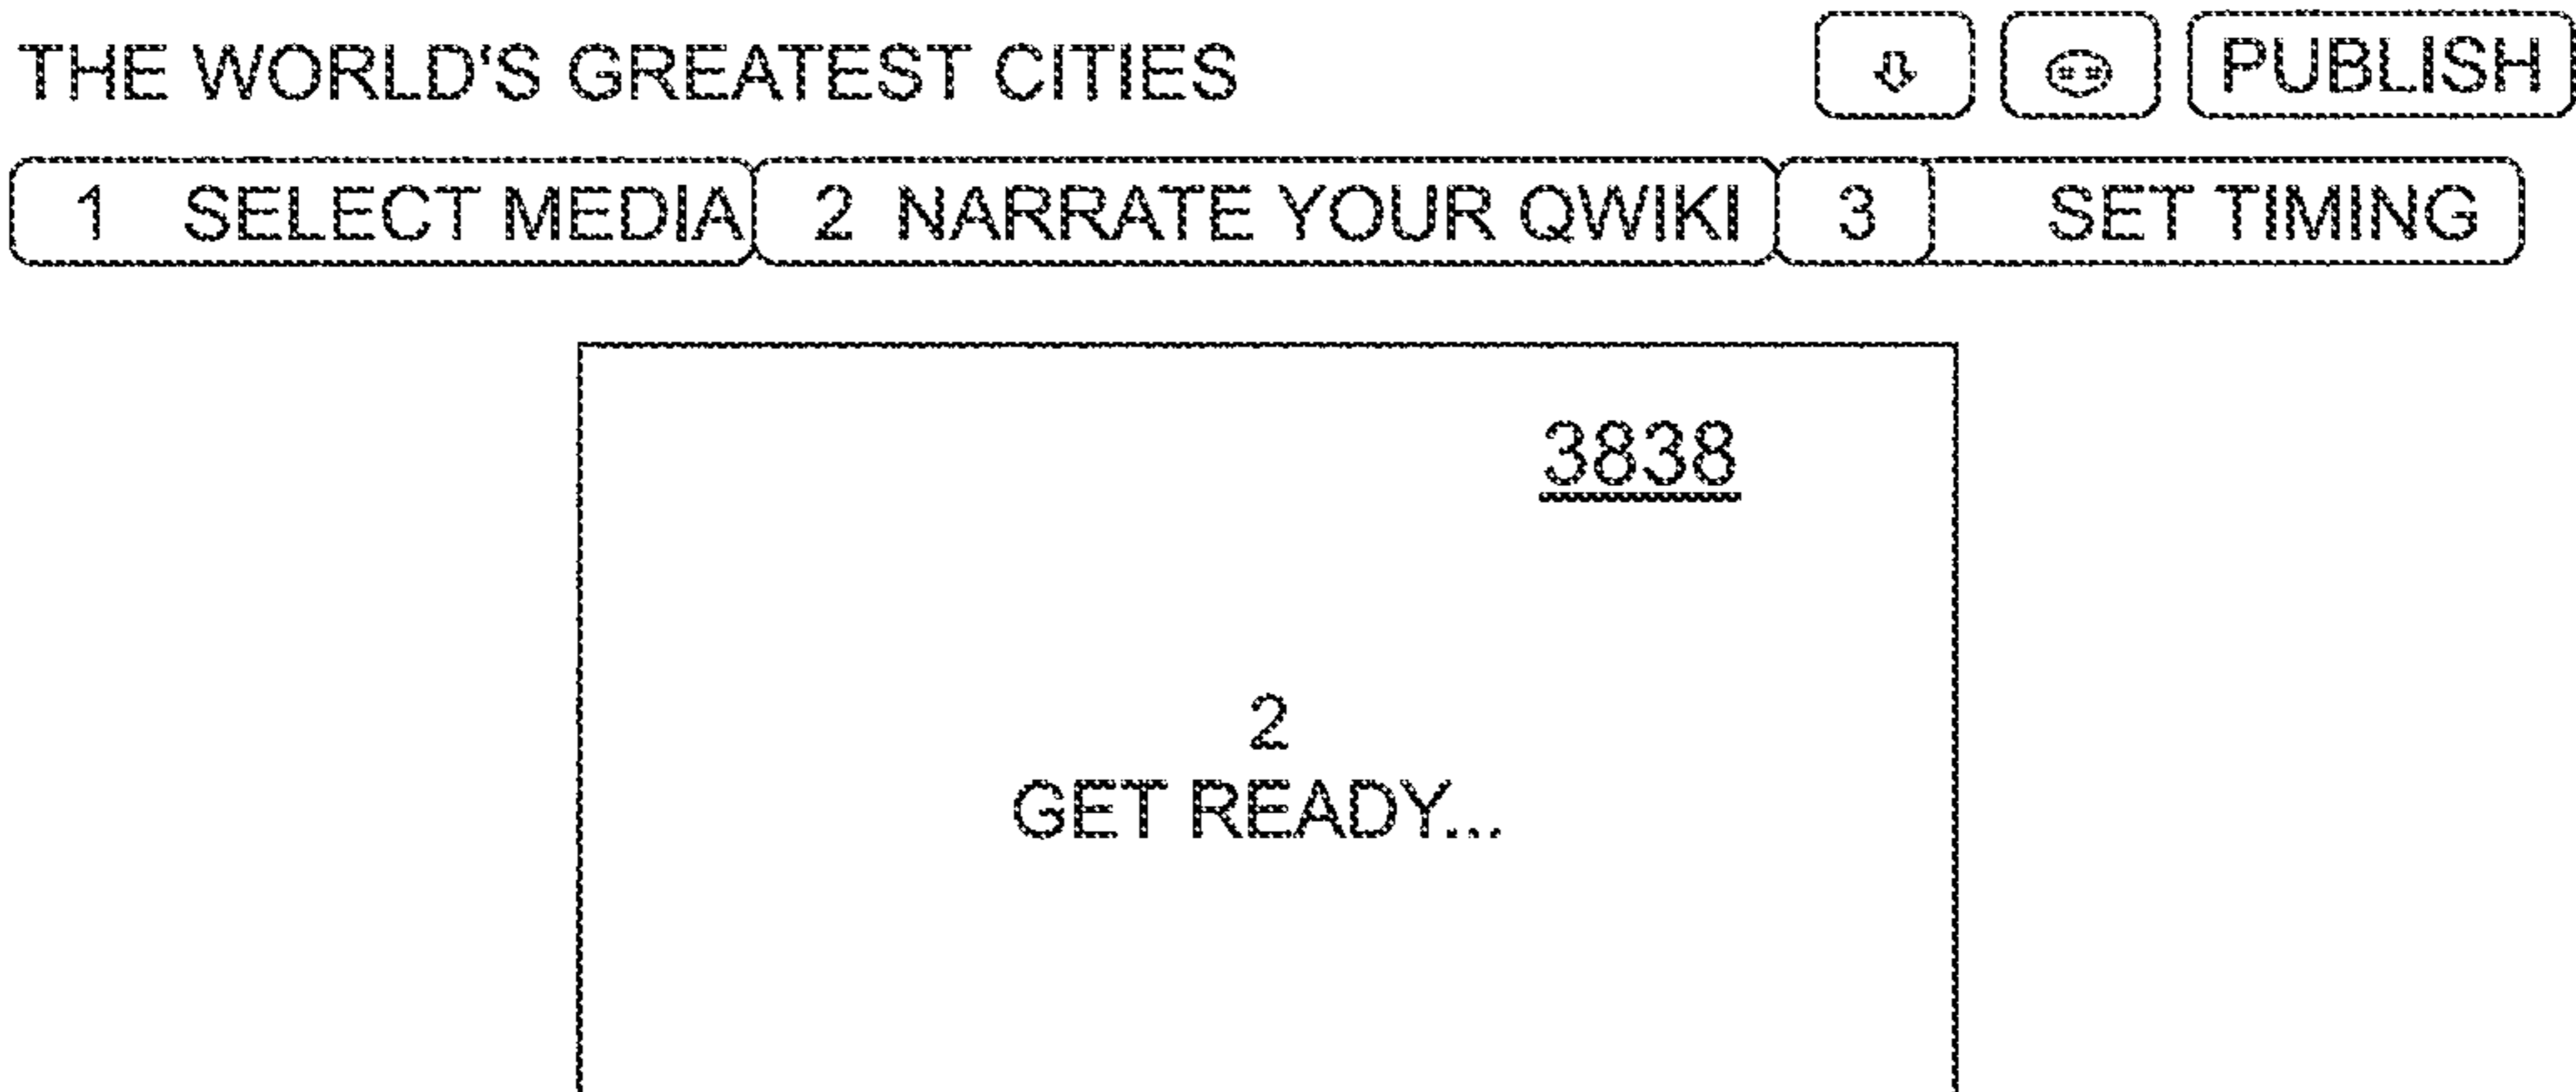 THE WORLD'S GREATEST CITIES PUBLISH
1 SELECT MEDIA 2 NARRATE YOUR QWIKI 3 SET TIMING
3838
2
GET READY...